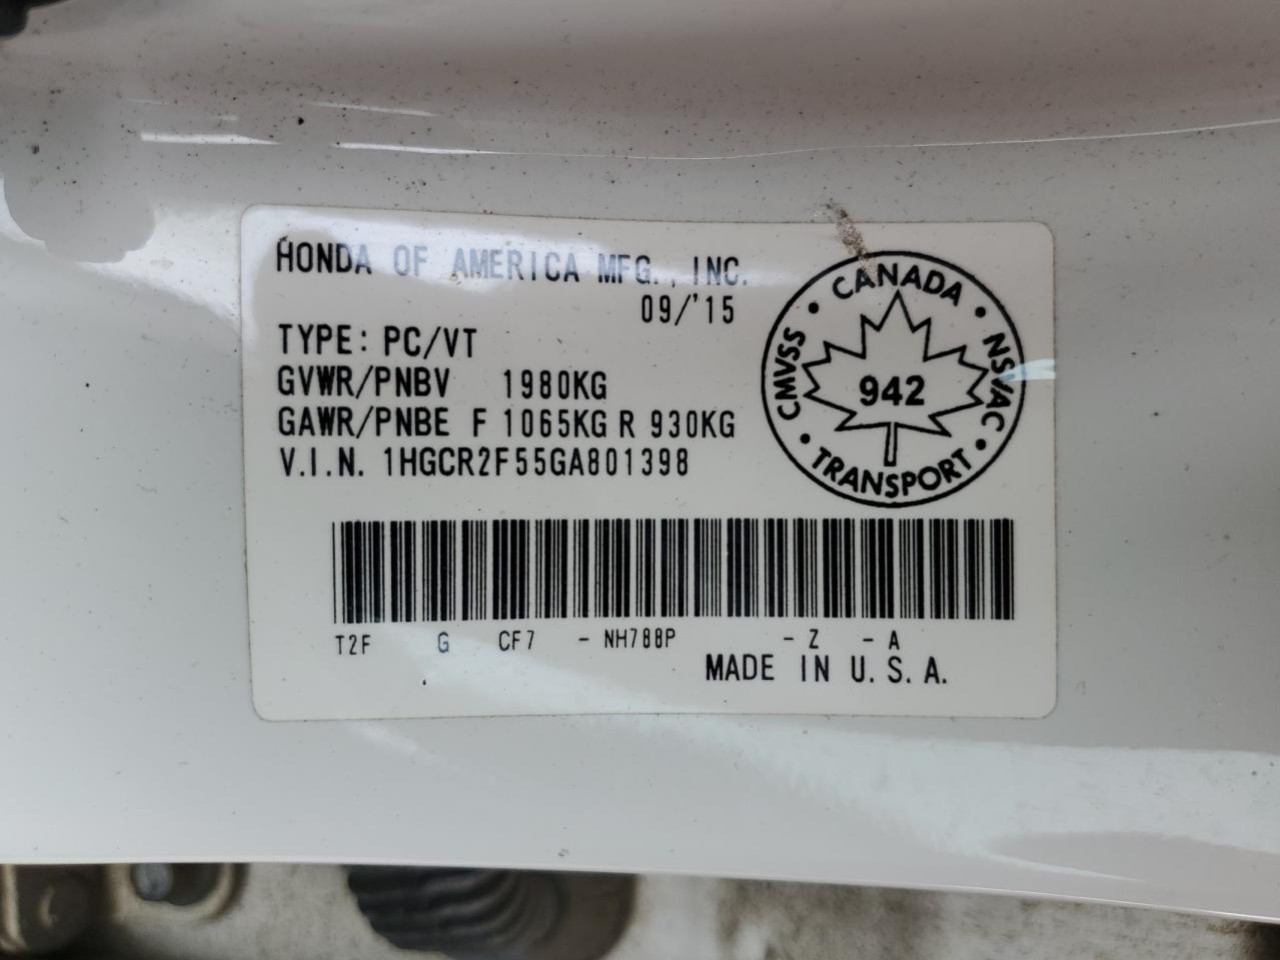 HONDA OF AMERICA MFG., INC.
09/'15
TYPE: PC/VT
GVWR/PNBV 1980KG
GAWR/PNBE F 1065KG R 930KG
V.I.N. 1HGCR2F55GA801398
CANADA • NSVAC • TRANSPORT • CMVSS •
942
T2F G CF7 - NH788P - Z - A
MADE IN U.S.A.